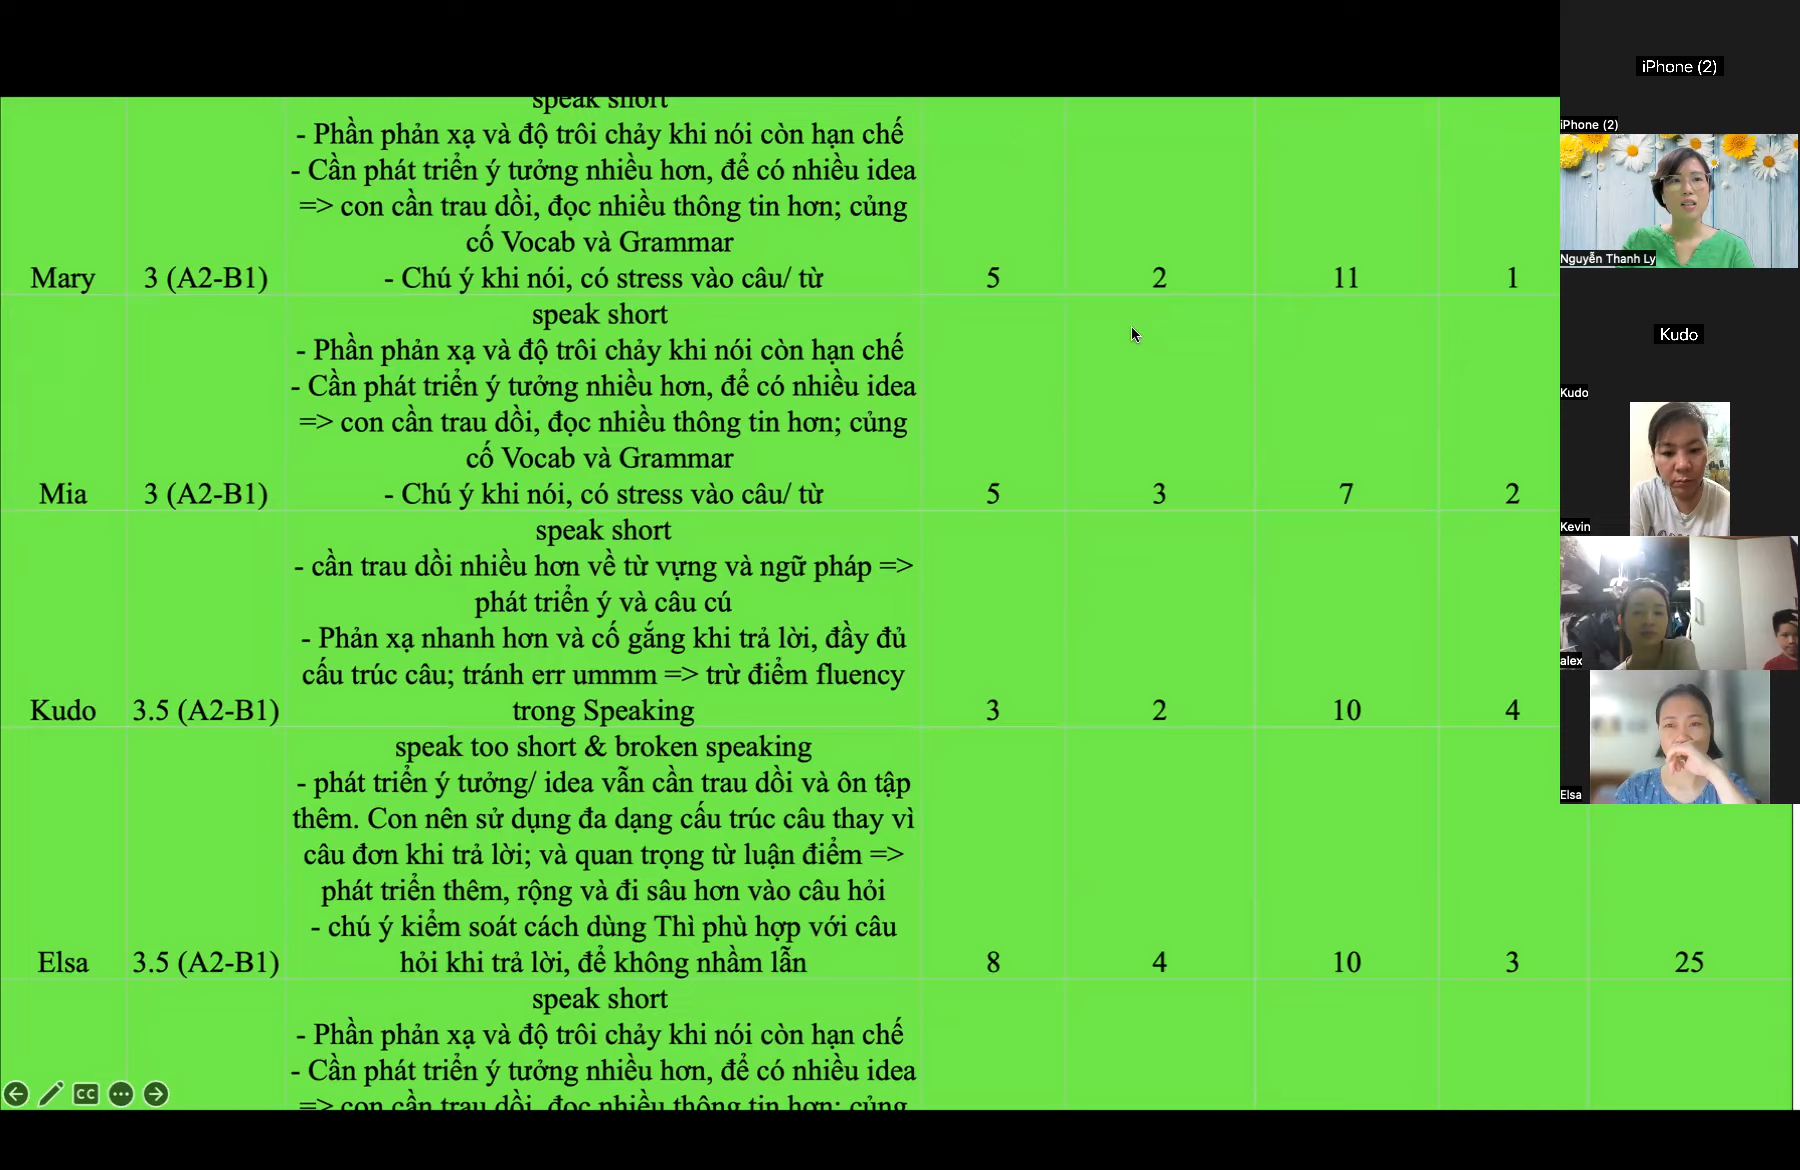 speak short
- Phần phản xạ và độ trôi chảy khi nói còn hạn chế
- Cần phát triển ý tưởng nhiều hơn, để có nhiều idea
=> con cần trau dồi, đọc nhiều thông tin hơn; củng
cố Vocab và Grammar
Mary 3 (A2-B1) - Chú ý khi nói, có stress vào câu/ từ 5 2 11 1
speak short
- Phần phản xạ và độ trôi chảy khi nói còn hạn chế
- Cần phát triển ý tưởng nhiều hơn, để có nhiều idea
=> con cần trau dồi, đọc nhiều thông tin hơn; củng
cố Vocab và Grammar
Mia 3 (A2-B1) - Chú ý khi nói, có stress vào câu/ từ 5 3 7 2
speak short
- cần trau dồi nhiều hơn về từ vựng và ngữ pháp =>
phát triển ý và câu cú
- Phản xạ nhanh hơn và cố gắng khi trả lời, đầy đủ
cấu trúc câu; tránh err ummm => trừ điểm fluency
Kudo 3.5 (A2-B1) trong Speaking 3 2 10 4
speak too short & broken speaking
- phát triển ý tưởng/ idea vẫn cần trau dồi và ôn tập
thêm. Con nên sử dụng đa dạng cấu trúc câu thay vì
câu đơn khi trả lời; và quan trọng từ luận điểm =>
phát triển thêm, rộng và đi sâu hơn vào câu hỏi
- chú ý kiểm soát cách dùng Thì phù hợp với câu
Elsa 3.5 (A2-B1) hỏi khi trả lời, để không nhầm lẫn 8 4 10 3 25
speak short
- Phần phản xạ và độ trôi chảy khi nói còn hạn chế
- Cần phát triển ý tưởng nhiều hơn, để có nhiều idea
=> con cần trau dồi, đọc nhiều thông tin hơn; củng
CC
iPhone (2)
iPhone (2)
Nguyễn Thanh Ly
Kudo
Kudo
Kevin
alex
Elsa